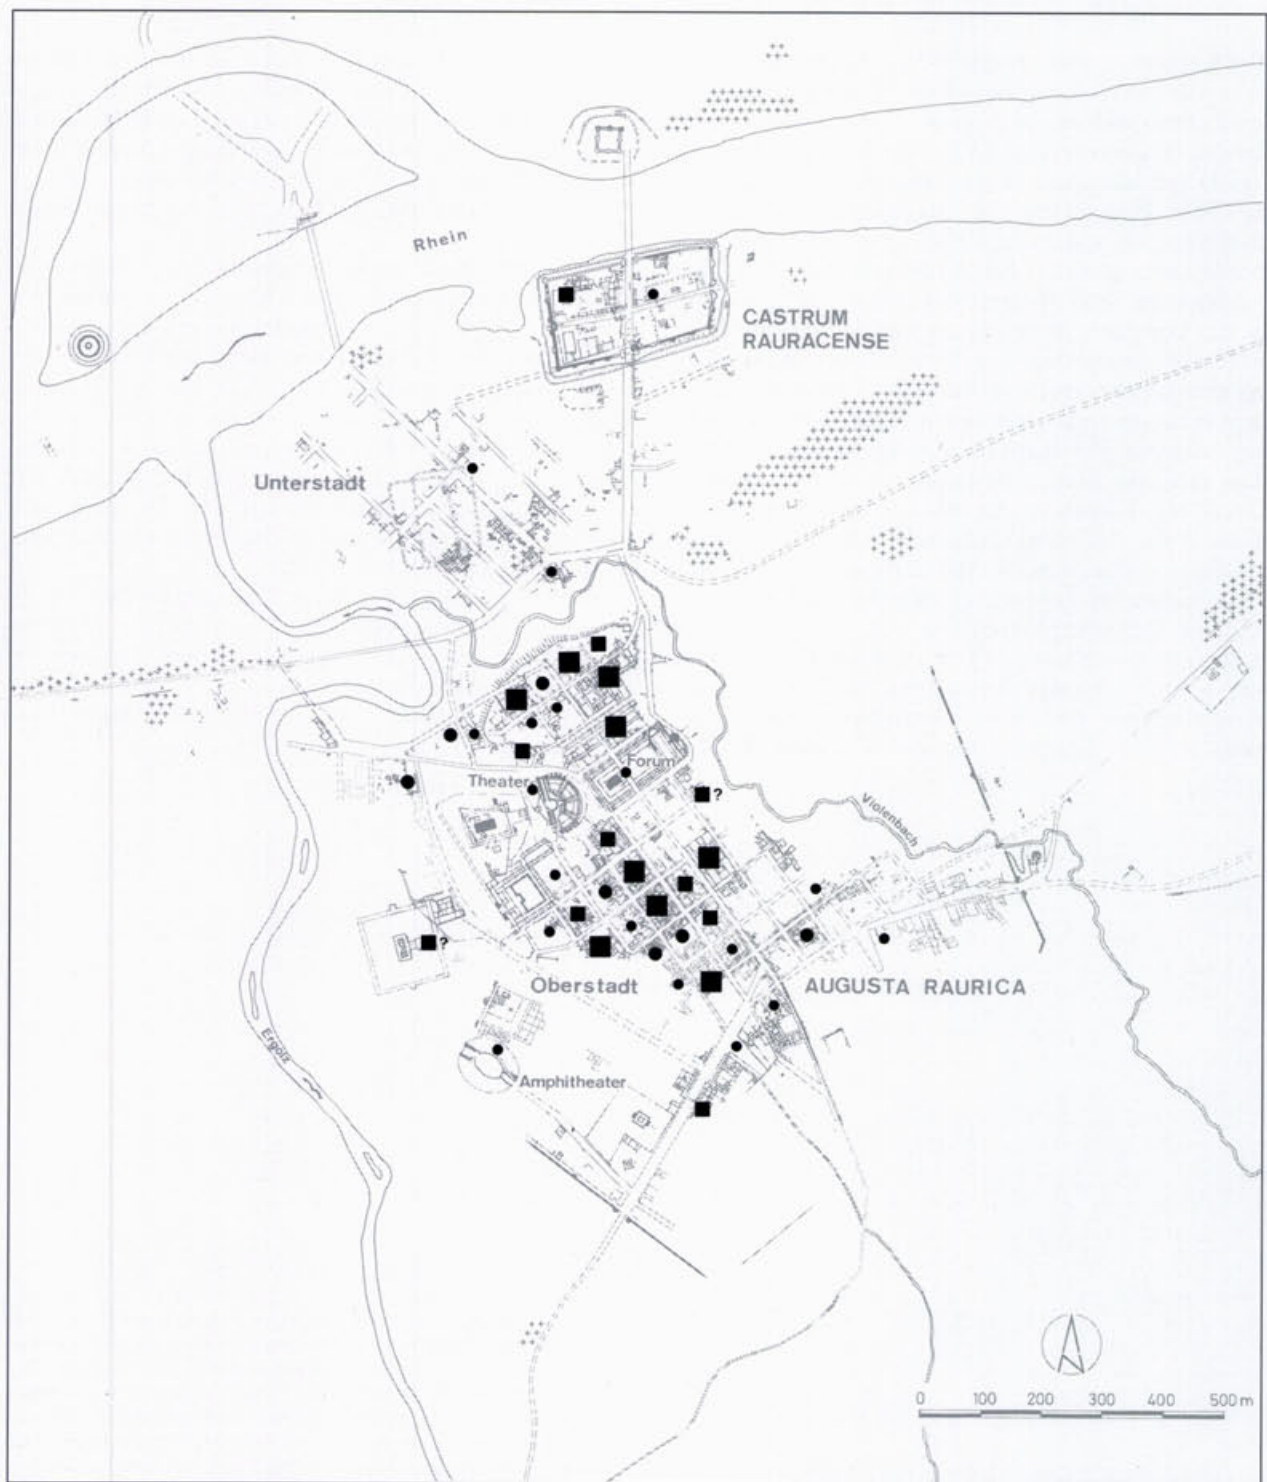 Rhein
CASTRUM
RAURACENSE
Unterstadt
Forum
Theater
?
Violenbach
?
Oberstadt
AUGUSTA RAURICA
Ergolz
Amphitheater
N
0 100 200 300 400 500 m